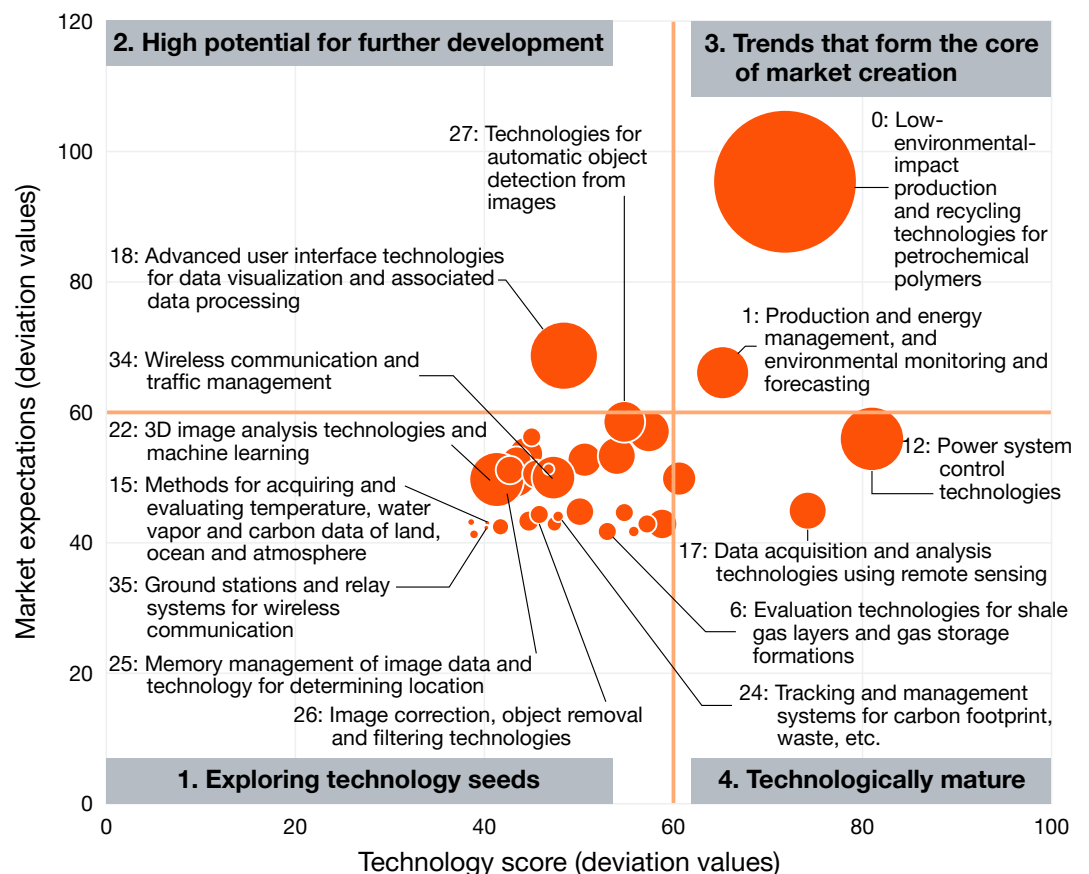 120
100
80
60
40
20
0
0
20
40
60
80
100
Market expectations (deviation values)
Technology score (deviation values)
2. High potential for further development
3. Trends that form the core
of market creation
1. Exploring technology seeds
4. Technologically mature
27: Technologies for
automatic object
detection from
images
0: Low-
environmental-
impact
production
and recycling
technologies for
petrochemical
polymers
18: Advanced user interface technologies
for data visualization and associated
data processing
1: Production and energy
management, and
environmental monitoring and
forecasting
34: Wireless communication and
traffic management
22: 3D image analysis technologies and
machine learning
12: Power system
control
technologies
15: Methods for acquiring and
evaluating temperature, water
vapor and carbon data of land,
ocean and atmosphere
17: Data acquisition and analysis
technologies using remote sensing
35: Ground stations and relay
systems for wireless
communication
6: Evaluation technologies for shale
gas layers and gas storage
formations
25: Memory management of image data and
technology for determining location
26: Image correction, object removal
and filtering technologies
24: Tracking and management
systems for carbon footprint,
waste, etc.